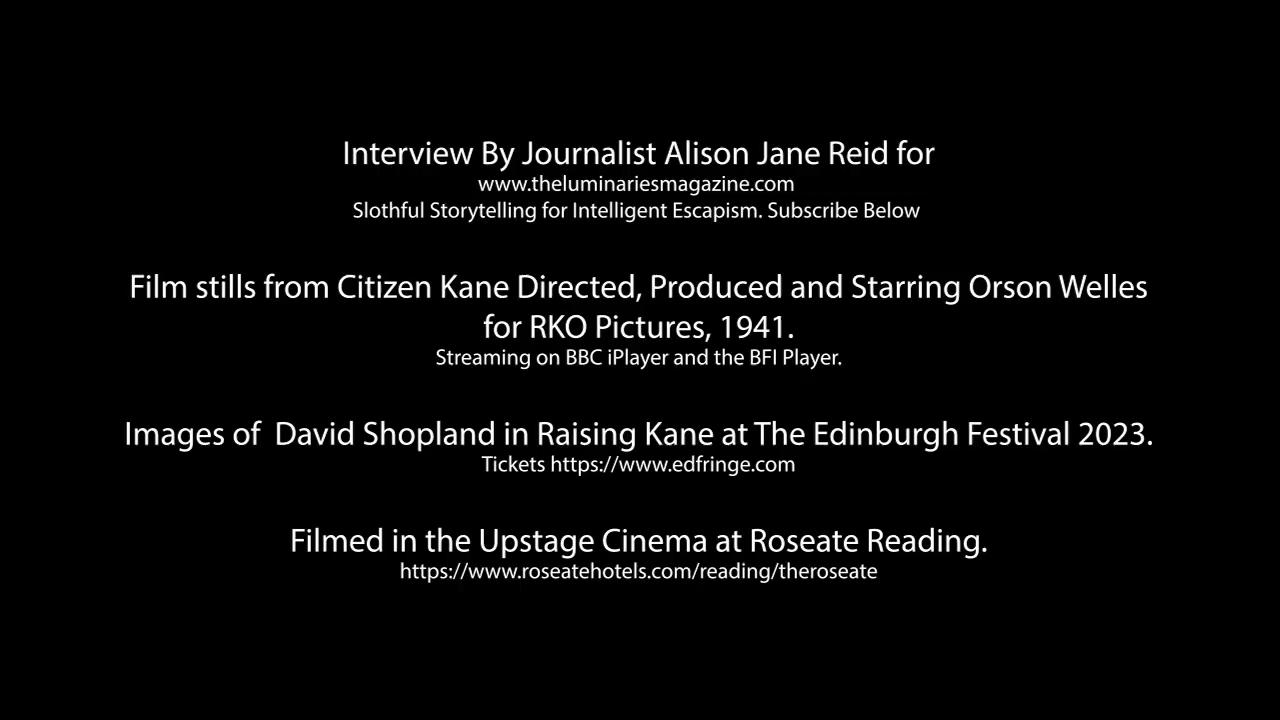 Interview By Journalist Alison Jane Reid for
www.theluminariesmagazine.com
Slothful Storytelling for Intelligent Escapism. Subscribe Below
Film stills from Citizen Kane Directed, Produced and Starring Orson Welles
for RKO Pictures, 1941.
Streaming on BBC iPlayer and the BFI Player.
Images of  David Shopland in Raising Kane at The Edinburgh Festival 2023.
Tickets https://www.edfringe.com
Filmed in the Upstage Cinema at Roseate Reading.
https://www.roseatehotels.com/reading/theroseate